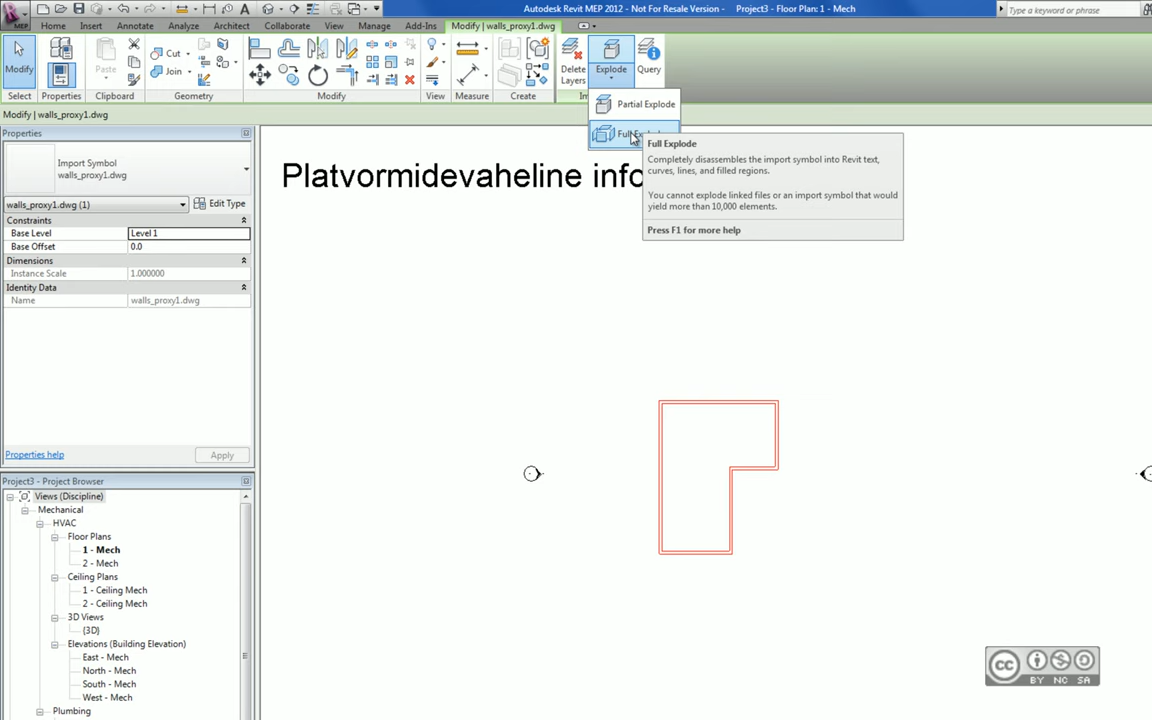 Autodesk Revit MEP 2012 - Not For Resale Version - Project3 - Floor Plan: 1 - Mech
Type a keyword or phrase
MEP
Home Insert Annotate Analyze Architect Collaborate View Manage Add-Ins Modify | walls_proxy1.dwg
Modify
Paste
Cut
Join
Delete
Layers
Explode
Query
Select Properties Clipboard Geometry Modify View Measure Create
Partial Explode
Modify | walls_proxy1.dwg
Full Explode
Completely disassembles the import symbol into Revit text,
curves, lines, and filled regions.
You cannot explode linked files or an import symbol that would
yield more than 10,000 elements.
Press F1 for more help
Platvormidevaheline info
Properties
Import Symbol
walls_proxy1.dwg
walls_proxy1.dwg (1)
Edit Type
Constraints
Base Level Level 1
Base Offset 0.0
Dimensions
Instance Scale 1.000000
Identity Data
Name walls_proxy1.dwg
Properties help
Apply
Project3 - Project Browser
Views (Discipline)
Mechanical
HVAC
Floor Plans
1 - Mech
2 - Mech
Ceiling Plans
1 - Ceiling Mech
2 - Ceiling Mech
3D Views
{3D}
Elevations (Building Elevation)
East - Mech
North - Mech
South - Mech
West - Mech
Plumbing
cc
BY NC SA